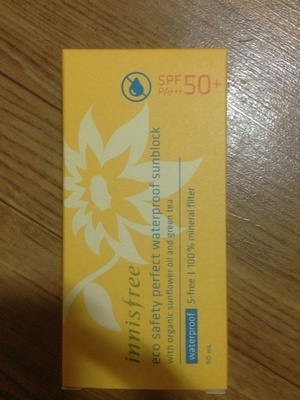 SPF 50+
PA+++
innisfree
eco safety perfect waterproof sunblock
with organic sunflower oil and green tea
waterproof 5-free | 100% mineral filter
50 mL